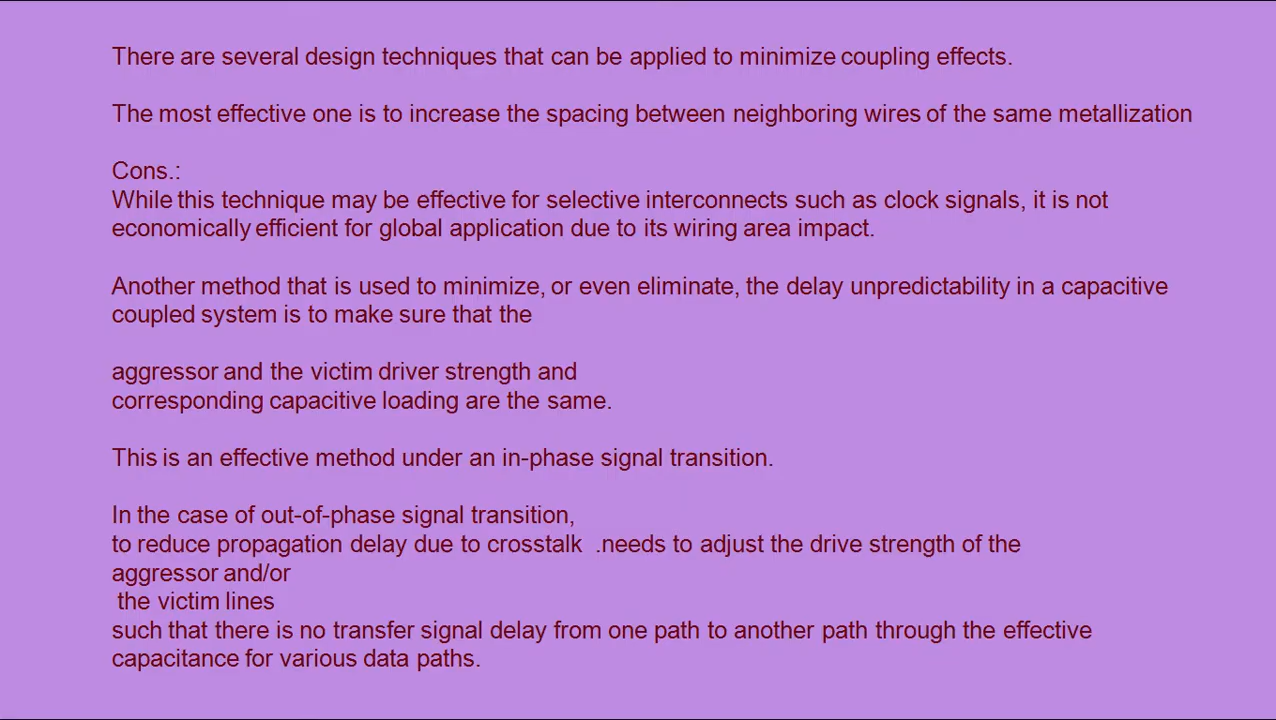 There are several design techniques that can be applied to minimize coupling effects.
The most effective one is to increase the spacing between neighboring wires of the same metallization
Cons.:
While this technique may be effective for selective interconnects such as clock signals, it is not
economically efficient for global application due to its wiring area impact.
Another method that is used to minimize, or even eliminate, the delay unpredictability in a capacitive
coupled system is to make sure that the
aggressor and the victim driver strength and
corresponding capacitive loading are the same.
This is an effective method under an in-phase signal transition.
In the case of out-of-phase signal transition,
to reduce propagation delay due to crosstalk  .needs to adjust the drive strength of the
aggressor and/or
the victim lines
such that there is no transfer signal delay from one path to another path through the effective
capacitance for various data paths.